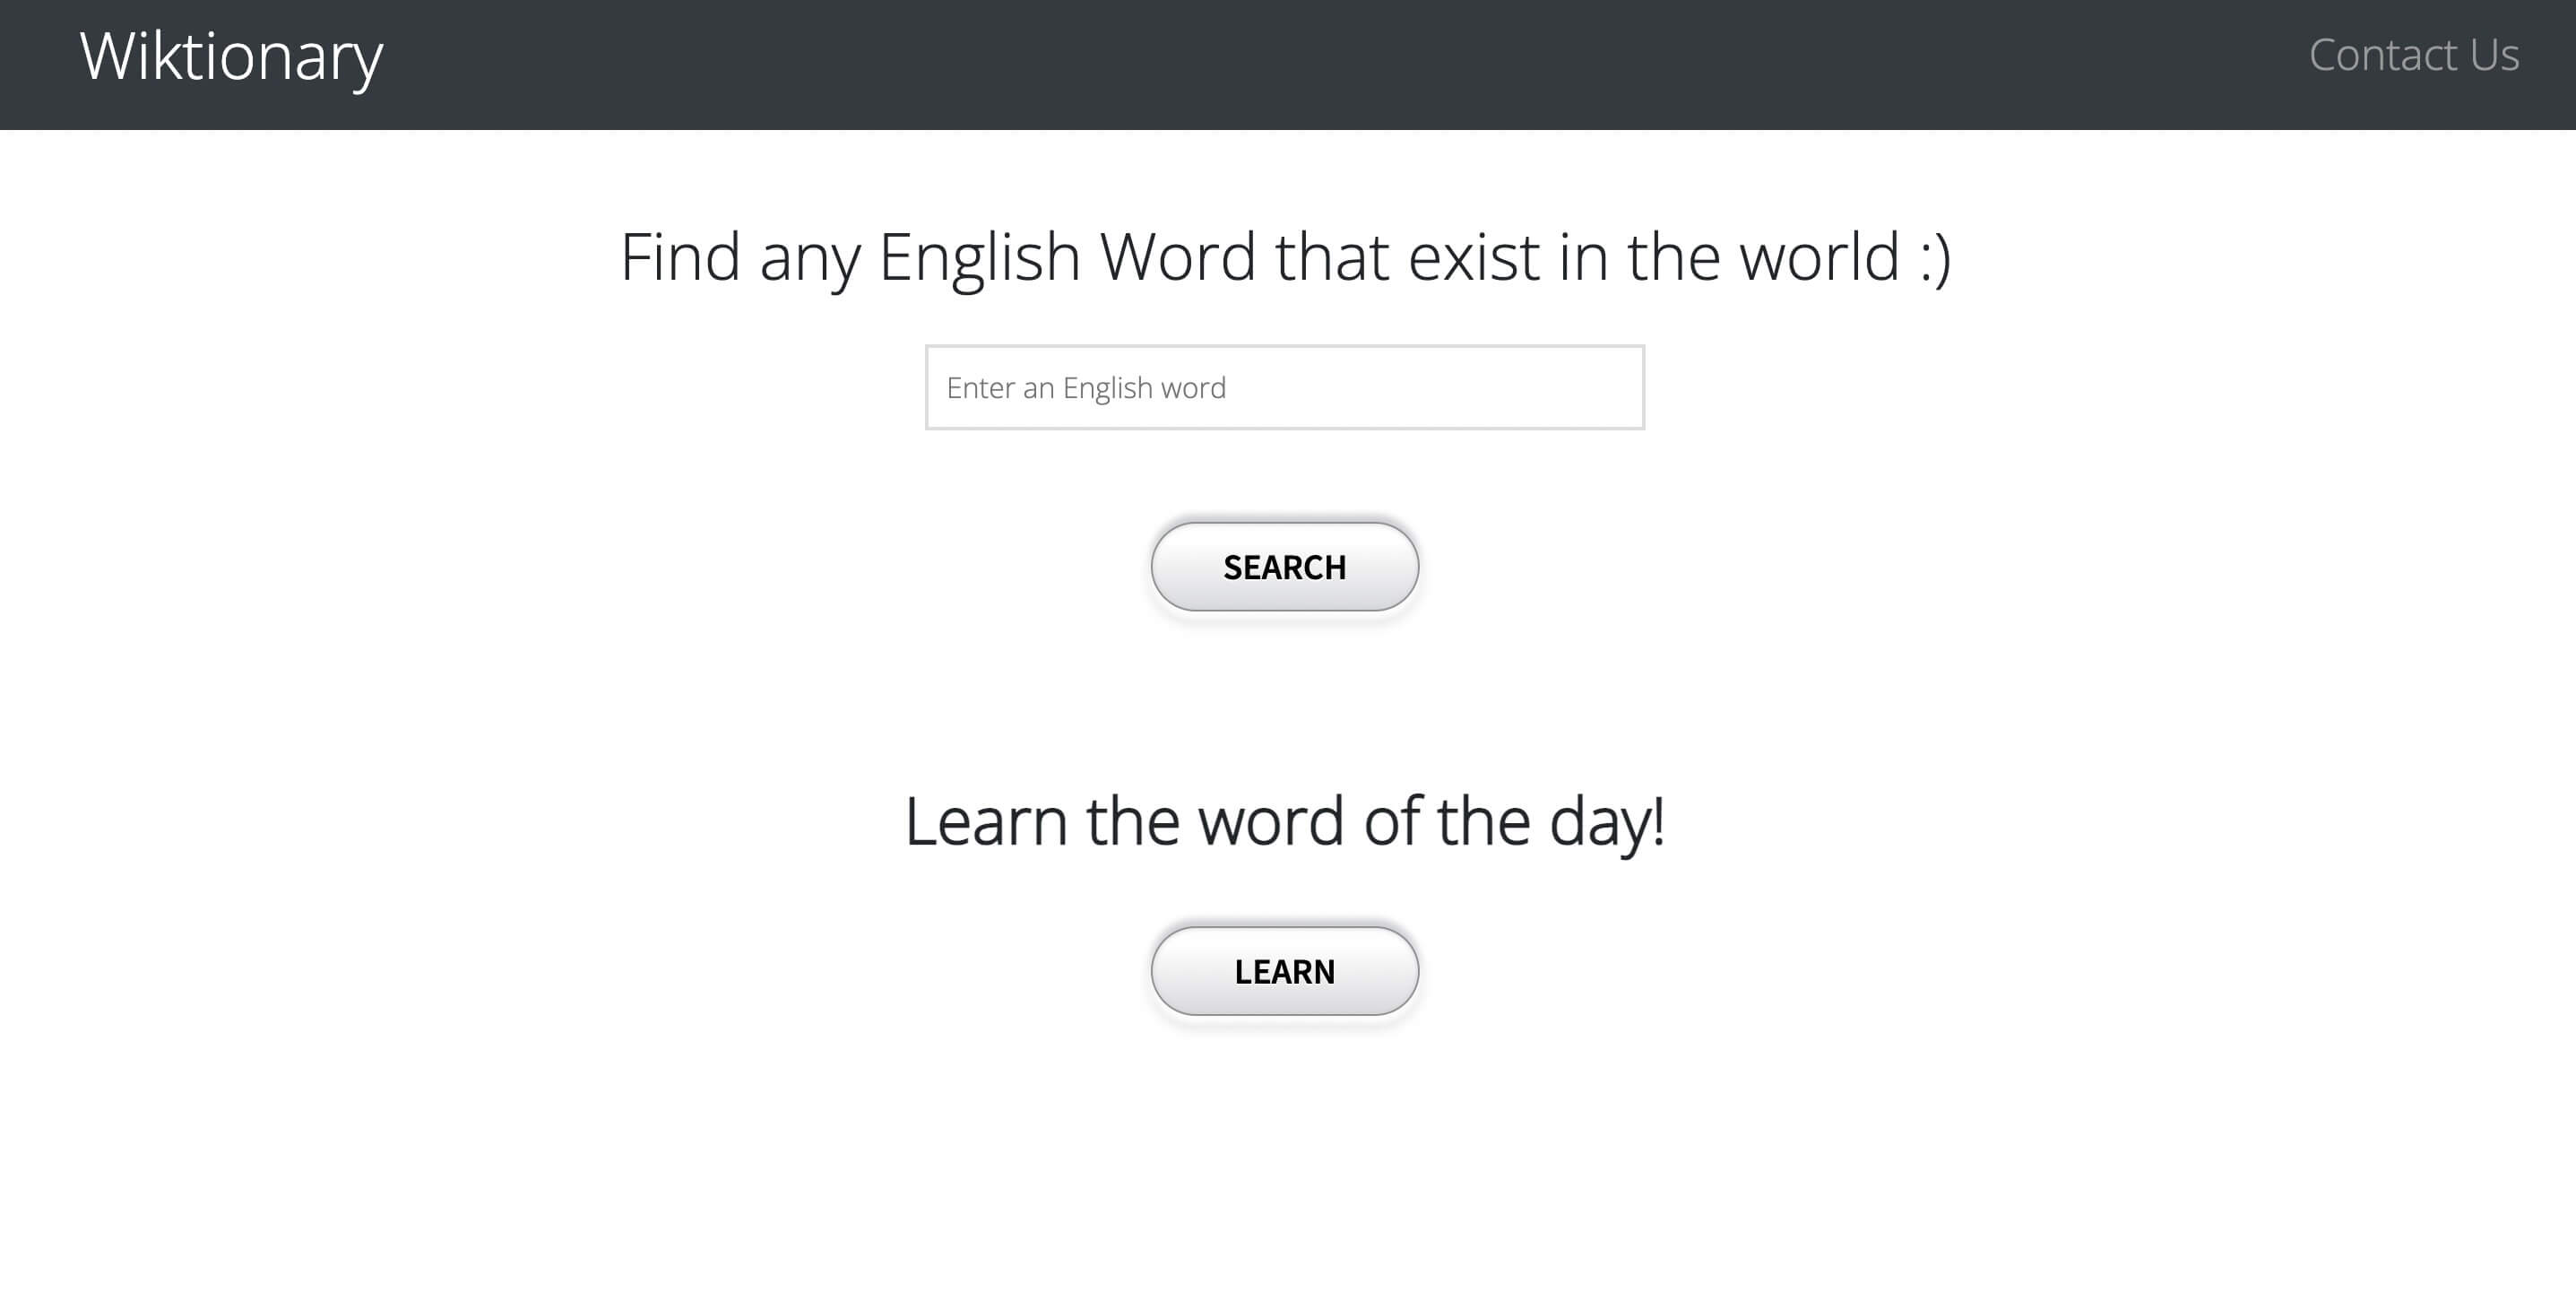 Wiktionary
Contact Us
Find any English Word that exist in the world :)
Enter an English word
SEARCH
Learn the word of the day!
LEARN